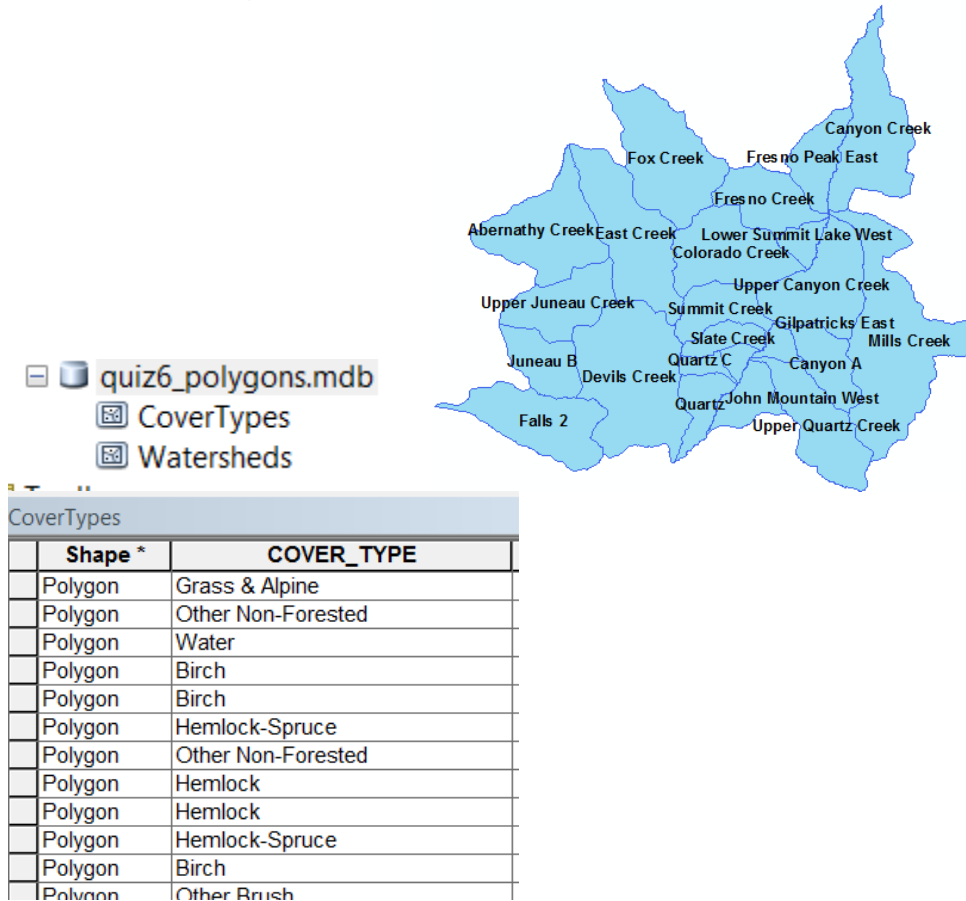 Canyon Creek
Fox Creek
Fresno Peak East
Fresno Creek
Abernathy Creek
East Creek
Lower Summit Lake West
Colorado Creek
Upper Canyon Creek
Upper Juneau Creek
Summit Creek
Gilpatricks East
Slate Creek
Mills Creek
Juneau B
Quartz C
Canyon A
Devils Creek
Quartz
John Mountain West
Falls 2
Upper Quartz Creek
quiz6_polygons.mdb
CoverTypes
Watersheds
CoverTypes
Shape * COVER_TYPE
Polygon Grass & Alpine
Polygon Other Non-Forested
Polygon Water
Polygon Birch
Polygon Birch
Polygon Hemlock-Spruce
Polygon Other Non-Forested
Polygon Hemlock
Polygon Hemlock
Polygon Hemlock-Spruce
Polygon Birch
Polygon Other Brush